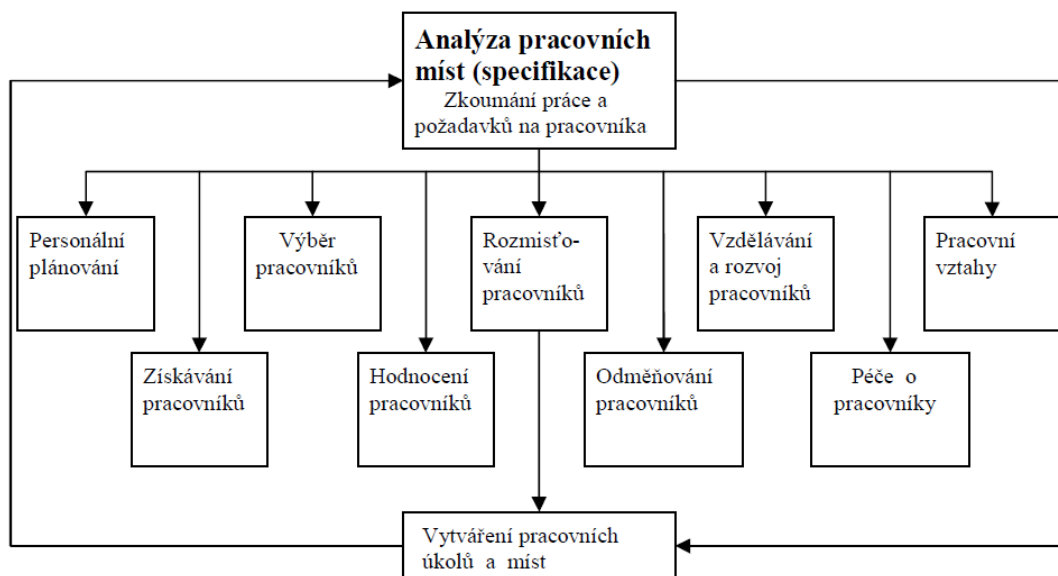 Analýza pracovních
míst (specifikace)
Zkoumání práce a
požadavků na pracovníka
Personální
plánování
Výběr
pracovníků
Rozmisťo-
vání
pracovníků
Vzdělávání
a rozvoj
pracovníků
Pracovní
vztahy
Získávání
pracovníků
Hodnocení
pracovníků
Odměňování
pracovníků
Péče o
pracovníky
Vytváření pracovních
úkolů a míst